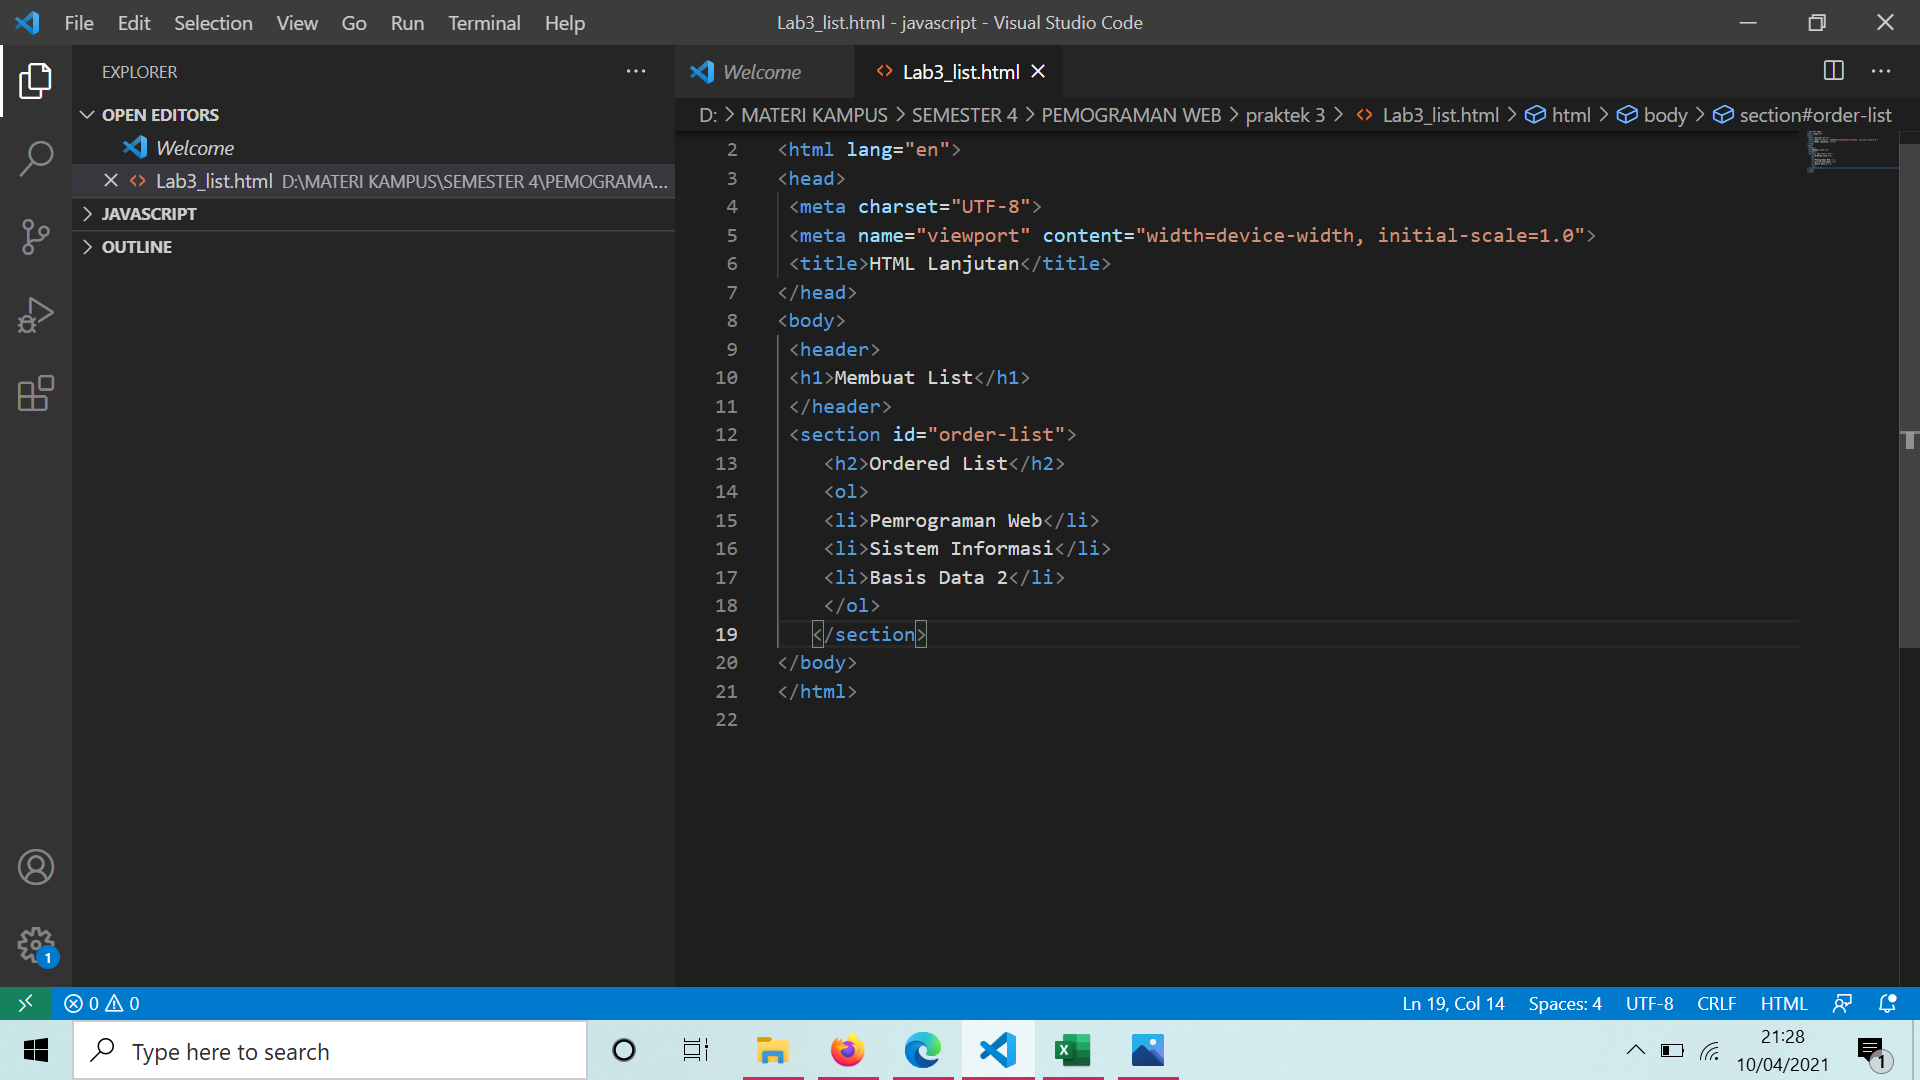 File Edit Selection View Go Run Terminal Help
Lab3_list.html - javascript - Visual Studio Code
EXPLORER
OPEN EDITORS
Welcome
Lab3_list.html D:\MATERI KAMPUS\SEMESTER 4\PEMOGRAMA...
JAVASCRIPT
OUTLINE
Welcome
Lab3_list.html
D: > MATERI KAMPUS > SEMESTER 4 > PEMOGRAMAN WEB > praktek 3 > Lab3_list.html > html > body > section#order-list
2 <html lang="en">
3 <head>
4 <meta charset="UTF-8">
5 <meta name="viewport" content="width=device-width, initial-scale=1.0">
6 <title>HTML Lanjutan</title>
7 </head>
8 <body>
9 <header>
10 <h1>Membuat List</h1>
11 </header>
12 <section id="order-list">
13 <h2>Ordered List</h2>
14 <ol>
15 <li>Pemrograman Web</li>
16 <li>Sistem Informasi</li>
17 <li>Basis Data 2</li>
18 </ol>
19 </section>
20 </body>
21 </html>
22
1
0 0
Ln 19, Col 14 Spaces: 4 UTF-8 CRLF HTML
Type here to search
21:28
10/04/2021
1